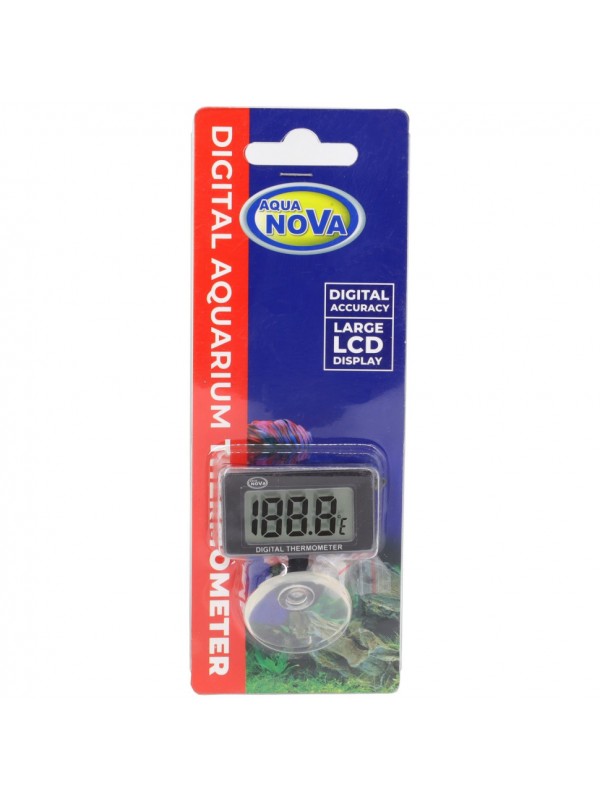 AQUA
NOVA
DIGITAL AQUARIUM THERMOMETER
DIGITAL
ACCURACY
LARGE
LCD
DISPLAY
NOVA
188.8°
DIGITAL THERMOMETER